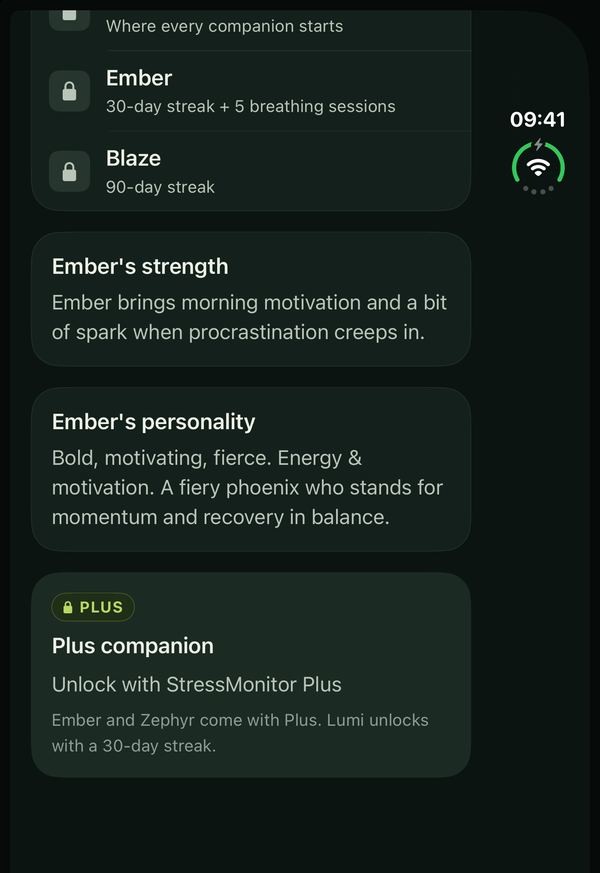 Where every companion starts
Ember
30-day streak + 5 breathing sessions
09:41
Blaze
90-day streak
Ember's strength
Ember brings morning motivation and a bit
of spark when procrastination creeps in.
Ember's personality
Bold, motivating, fierce. Energy &
motivation. A fiery phoenix who stands for
momentum and recovery in balance.
PLUS
Plus companion
Unlock with StressMonitor Plus
Ember and Zephyr come with Plus. Lumi unlocks
with a 30-day streak.